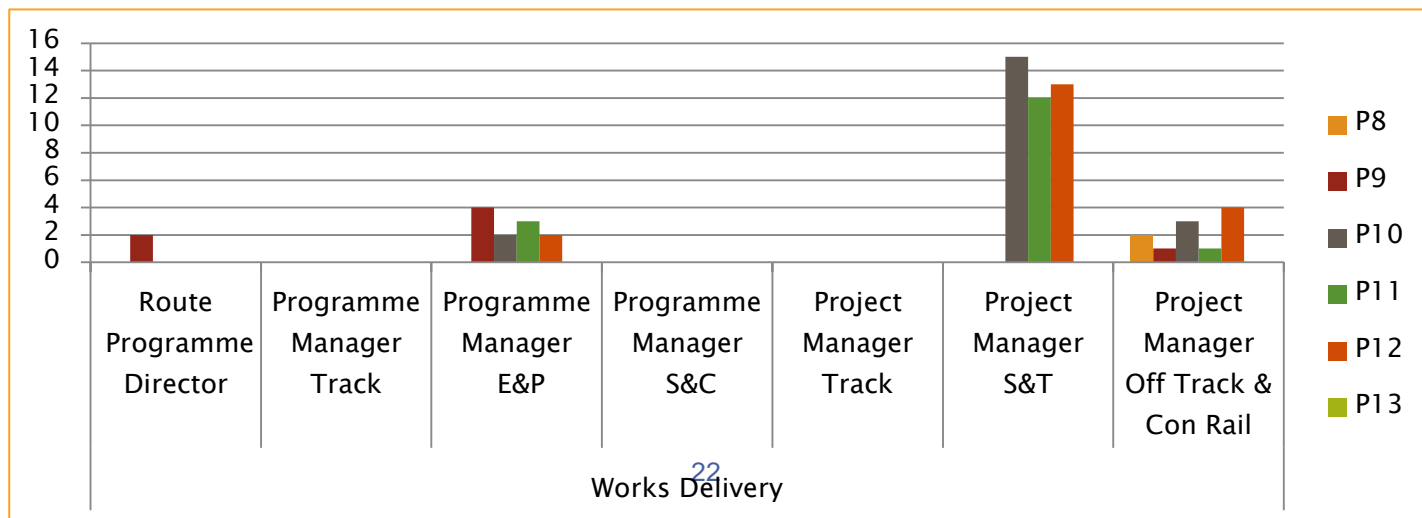 16
14
12
10
8
6
4
2
0
Route
Programme
Director
Programme
Manager
Track
Programme
Manager
E&P
Programme
Manager
S&C
Project
Manager
Track
Project
Manager
S&T
Project
Manager
Off Track &
Con Rail
22
Works Delivery
P8
P9
P10
P11
P12
P13